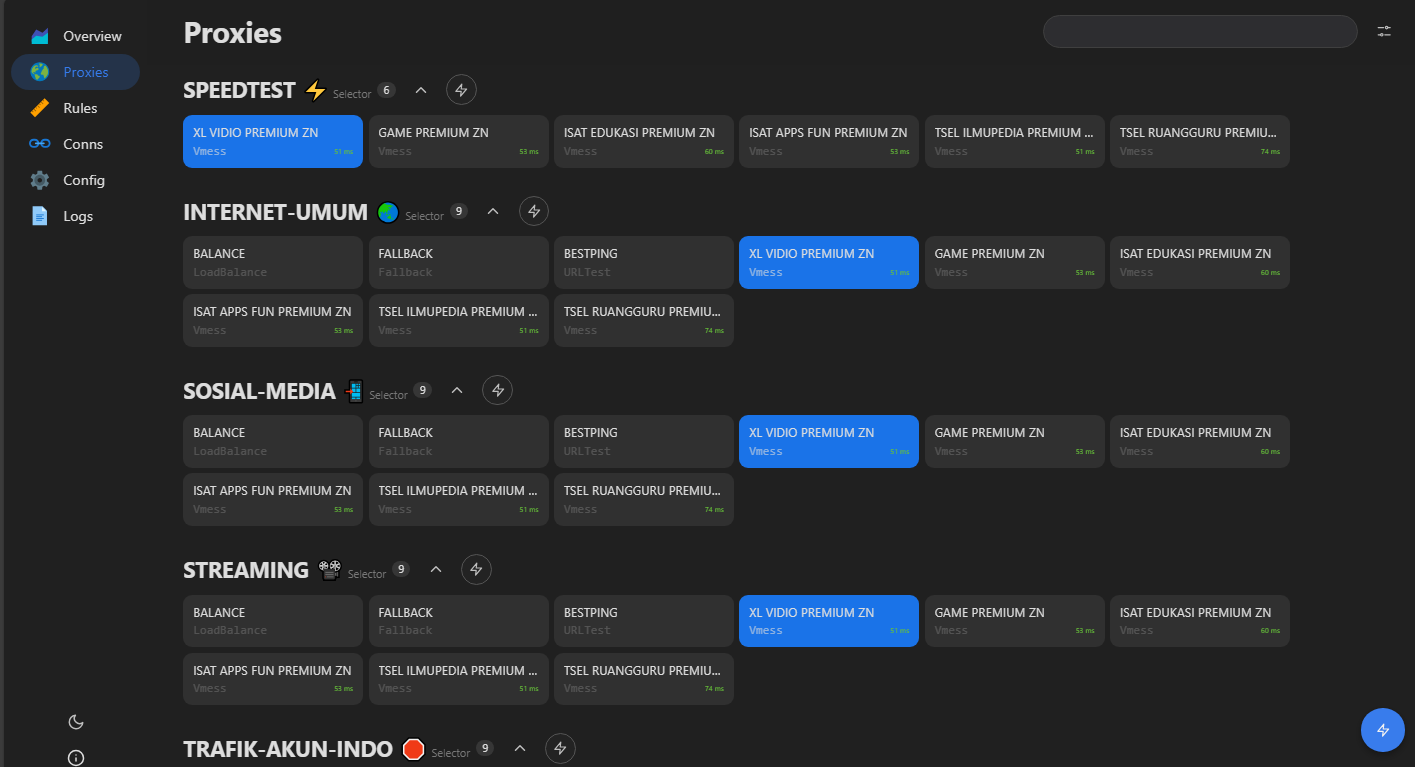 Overview
Proxies
Rules
Conns
Config
Logs
Proxies
SPEEDTEST ⚡ Selector 6
XL VIDIO PREMIUM ZN GAME PREMIUM ZN ISAT EDUKASI PREMIUM ZN ISAT APPS FUN PREMIUM ZN TSEL ILMUPEDIA PREMIUM ... TSEL RUANGGURU PREMIU...
Vmess 51 ms Vmess 53 ms Vmess 60 ms Vmess 53 ms Vmess 51 ms Vmess 74 ms
INTERNET-UMUM 🌏 Selector 9
BALANCE FALLBACK BESTPING XL VIDIO PREMIUM ZN GAME PREMIUM ZN ISAT EDUKASI PREMIUM ZN
LoadBalance Fallback URLTest Vmess 51 ms Vmess 53 ms Vmess 60 ms
ISAT APPS FUN PREMIUM ZN TSEL ILMUPEDIA PREMIUM ... TSEL RUANGGURU PREMIU...
Vmess 53 ms Vmess 51 ms Vmess 74 ms
SOSIAL-MEDIA 📲 Selector 9
BALANCE FALLBACK BESTPING XL VIDIO PREMIUM ZN GAME PREMIUM ZN ISAT EDUKASI PREMIUM ZN
LoadBalance Fallback URLTest Vmess 51 ms Vmess 53 ms Vmess 60 ms
ISAT APPS FUN PREMIUM ZN TSEL ILMUPEDIA PREMIUM ... TSEL RUANGGURU PREMIU...
Vmess 53 ms Vmess 51 ms Vmess 74 ms
STREAMING 📽 Selector 9
BALANCE FALLBACK BESTPING XL VIDIO PREMIUM ZN GAME PREMIUM ZN ISAT EDUKASI PREMIUM ZN
LoadBalance Fallback URLTest Vmess 51 ms Vmess 53 ms Vmess 60 ms
ISAT APPS FUN PREMIUM ZN TSEL ILMUPEDIA PREMIUM ... TSEL RUANGGURU PREMIU...
Vmess 53 ms Vmess 51 ms Vmess 74 ms
TRAFIK-AKUN-INDO 🛑 Selector 9